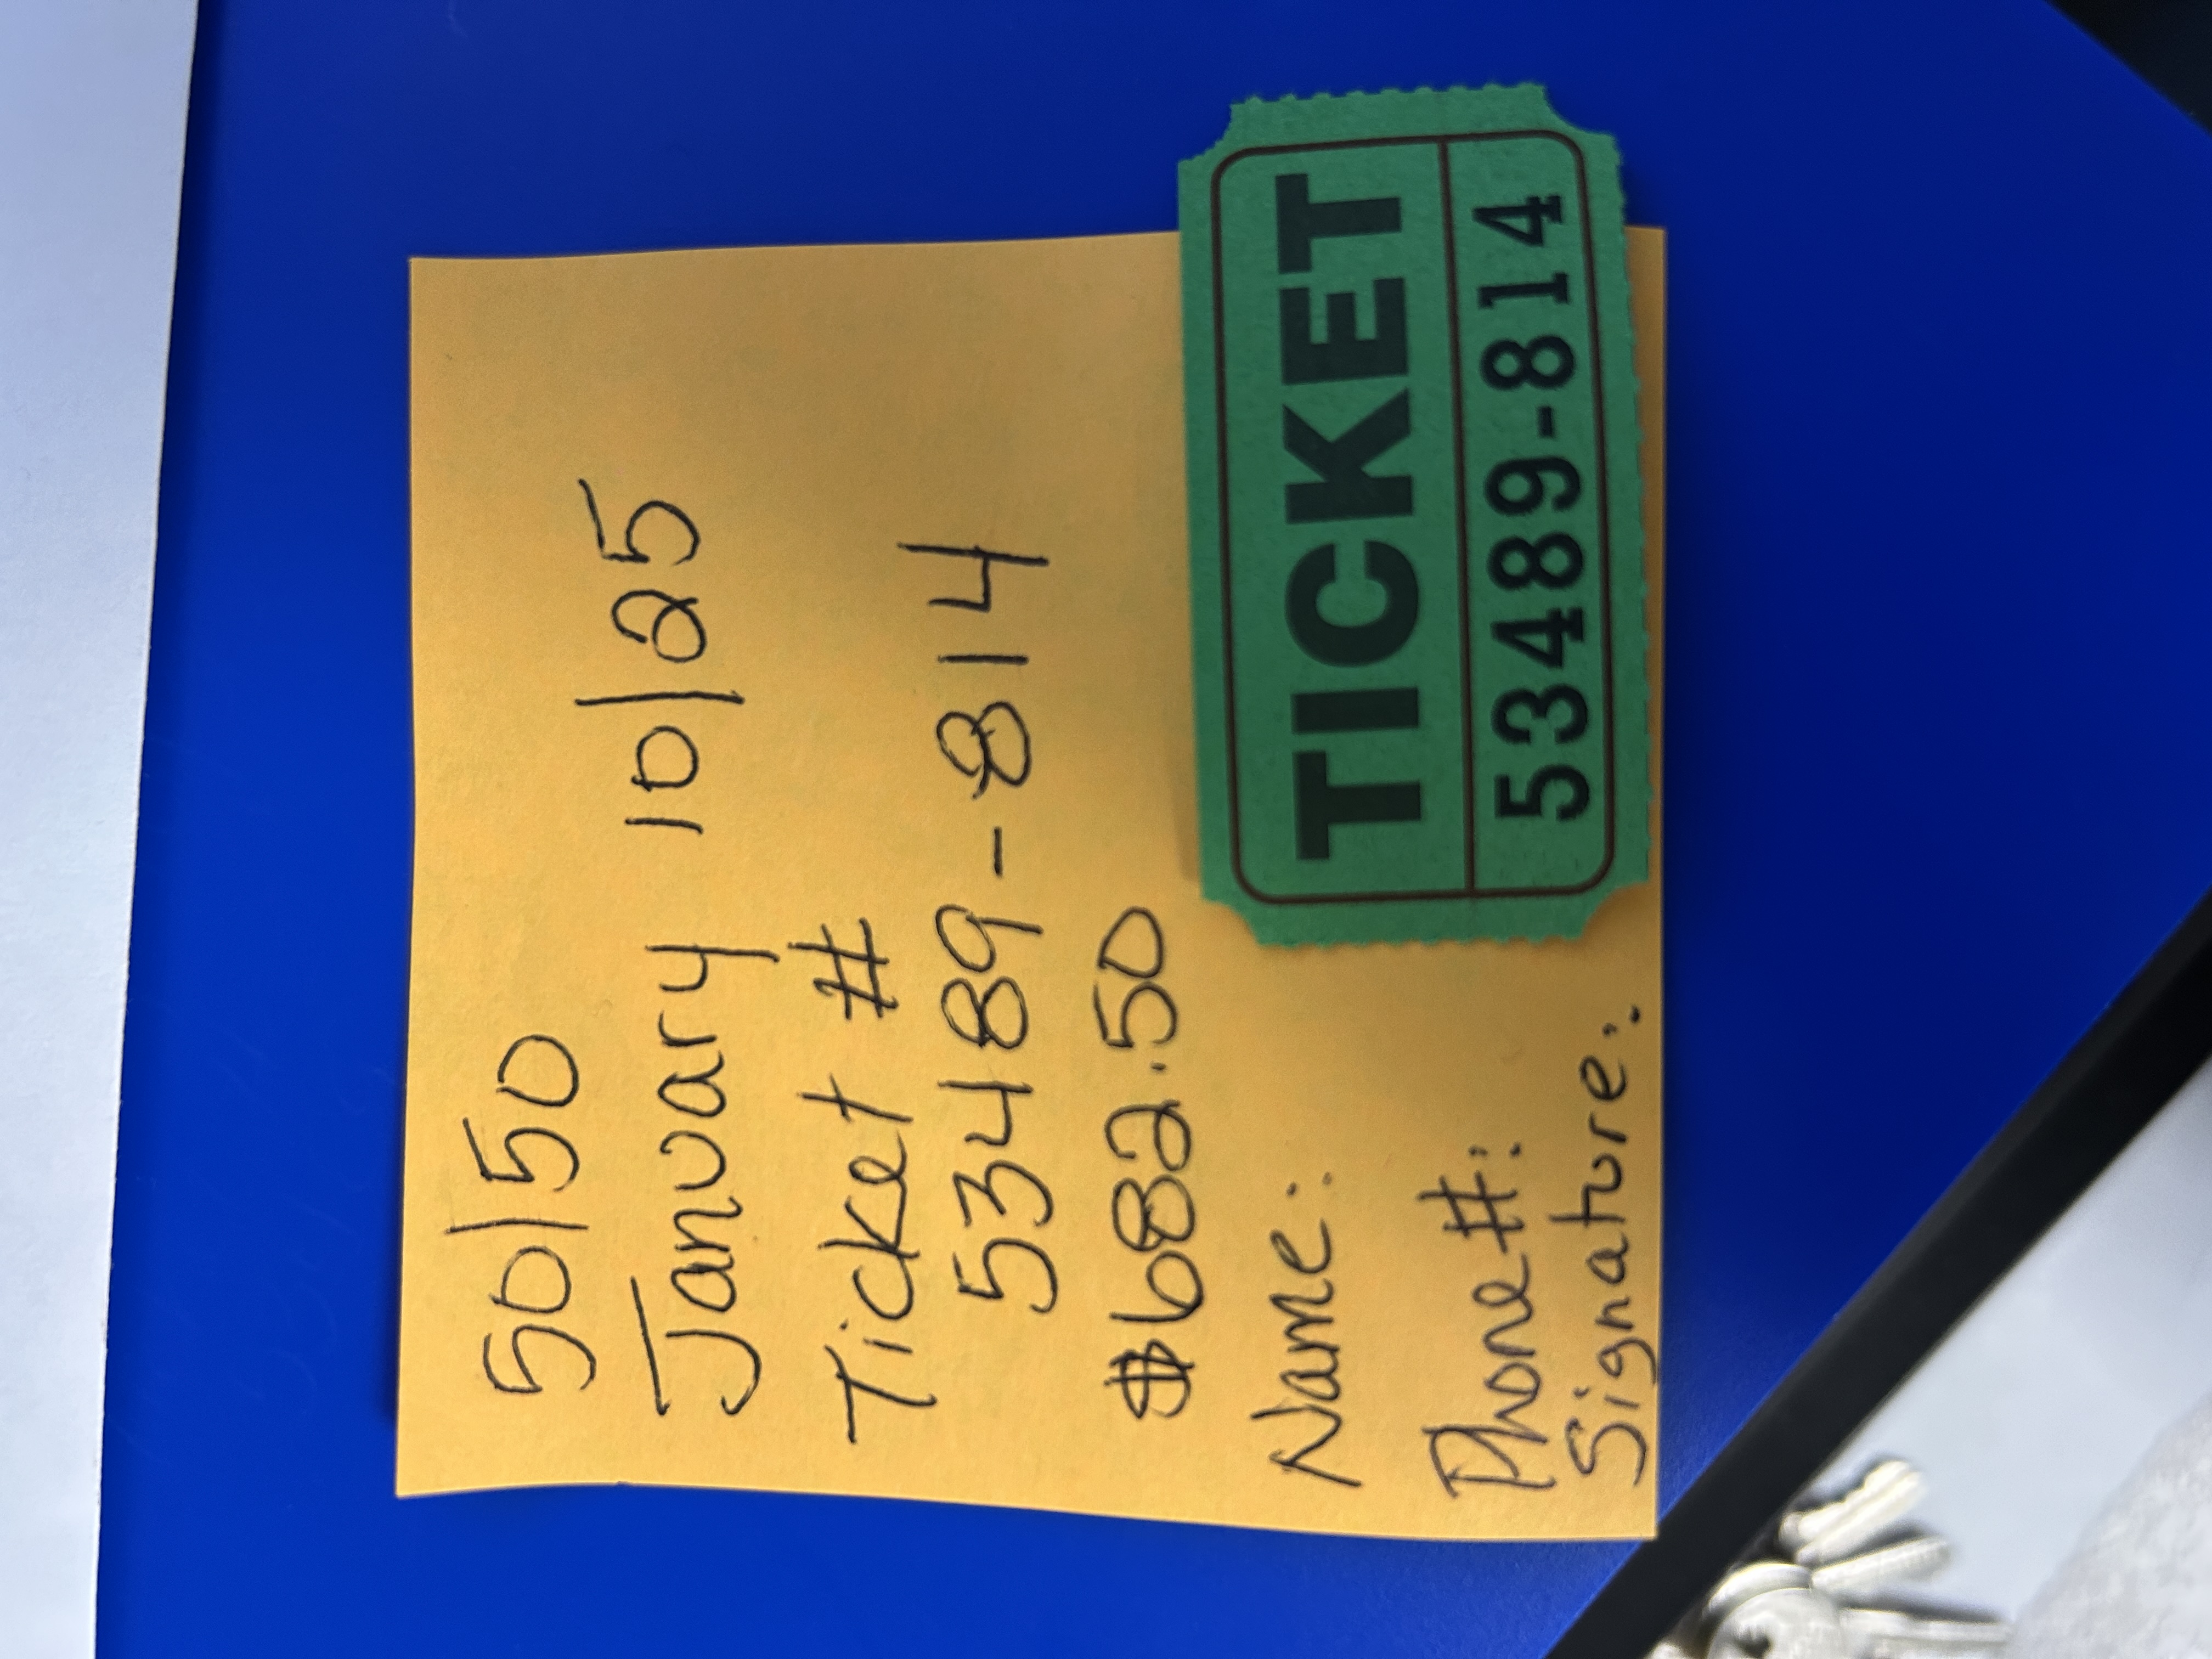 50/50
January 10/25
Ticket #
53489-814
$682.50
Name:
Phone#:
Signature:
TICKET
53489-814